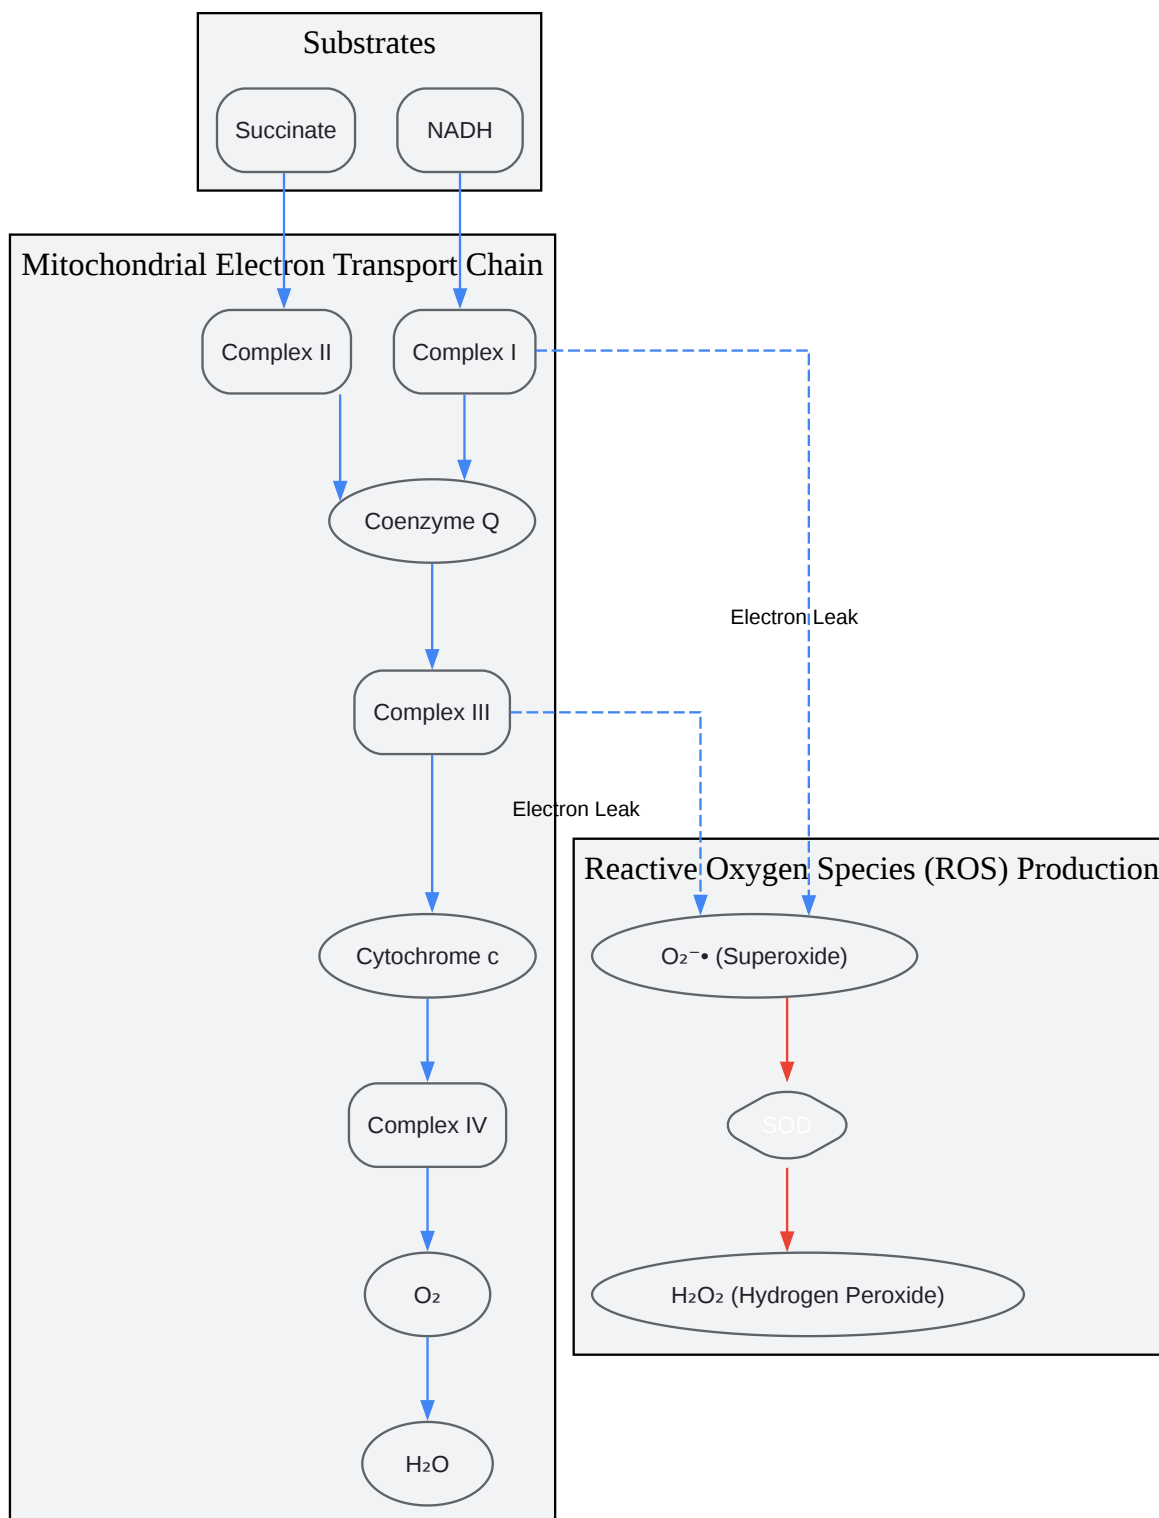 Substrates
Succinate
NADH
Mitochondrial Electron Transport Chain
Complex II
Complex I
Coenzyme Q
Electron Leak
Complex III
Electron Leak
Reactive Oxygen Species (ROS) Production
Cytochrome c
O₂⁻• (Superoxide)
Complex IV
SOD
O₂
H₂O₂ (Hydrogen Peroxide)
H₂O